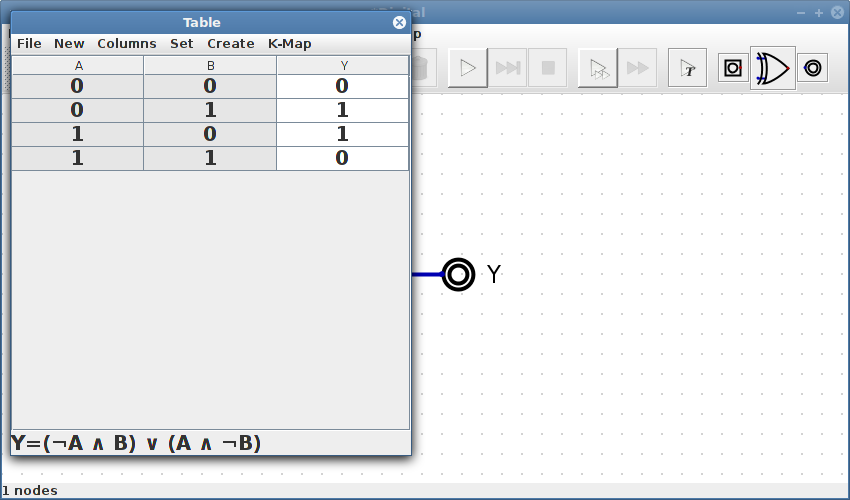 Table
File New Columns Set Create K-Map
A B Y
0 0 0
0 1 1
1 0 1
1 1 0
Y=(¬A ∧ B) ∨ (A ∧ ¬B)
T
Y
1 nodes